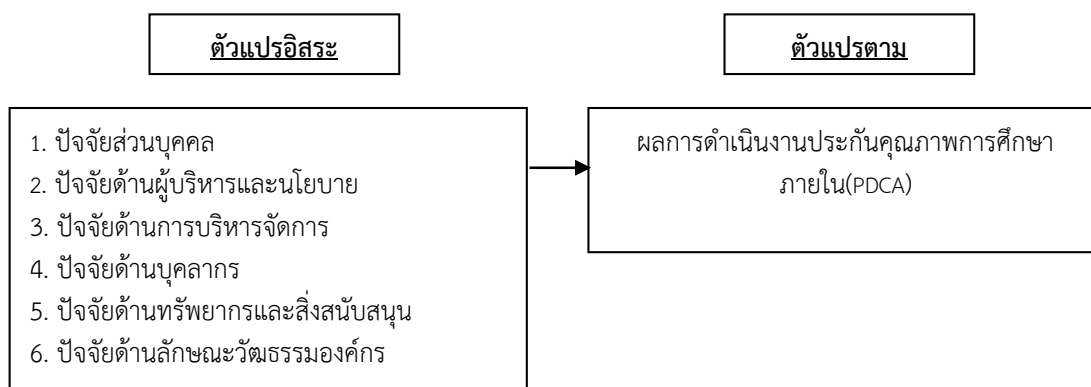 ตัวแปรอิสระ
ตัวแปรตาม
1. ปัจจัยส่วนบุคคล
2. ปัจจัยด้านผู้บริหารและนโยบาย
3. ปัจจัยด้านการบริหารจัดการ
4. ปัจจัยด้านบุคลากร
5. ปัจจัยด้านทรัพยากรและสิ่งสนับสนุน
6. ปัจจัยด้านลักษณะวัฒธรรมองค์กร
ผลการดำเนินงานประกันคุณภาพการศึกษา
ภายใน(PDCA)